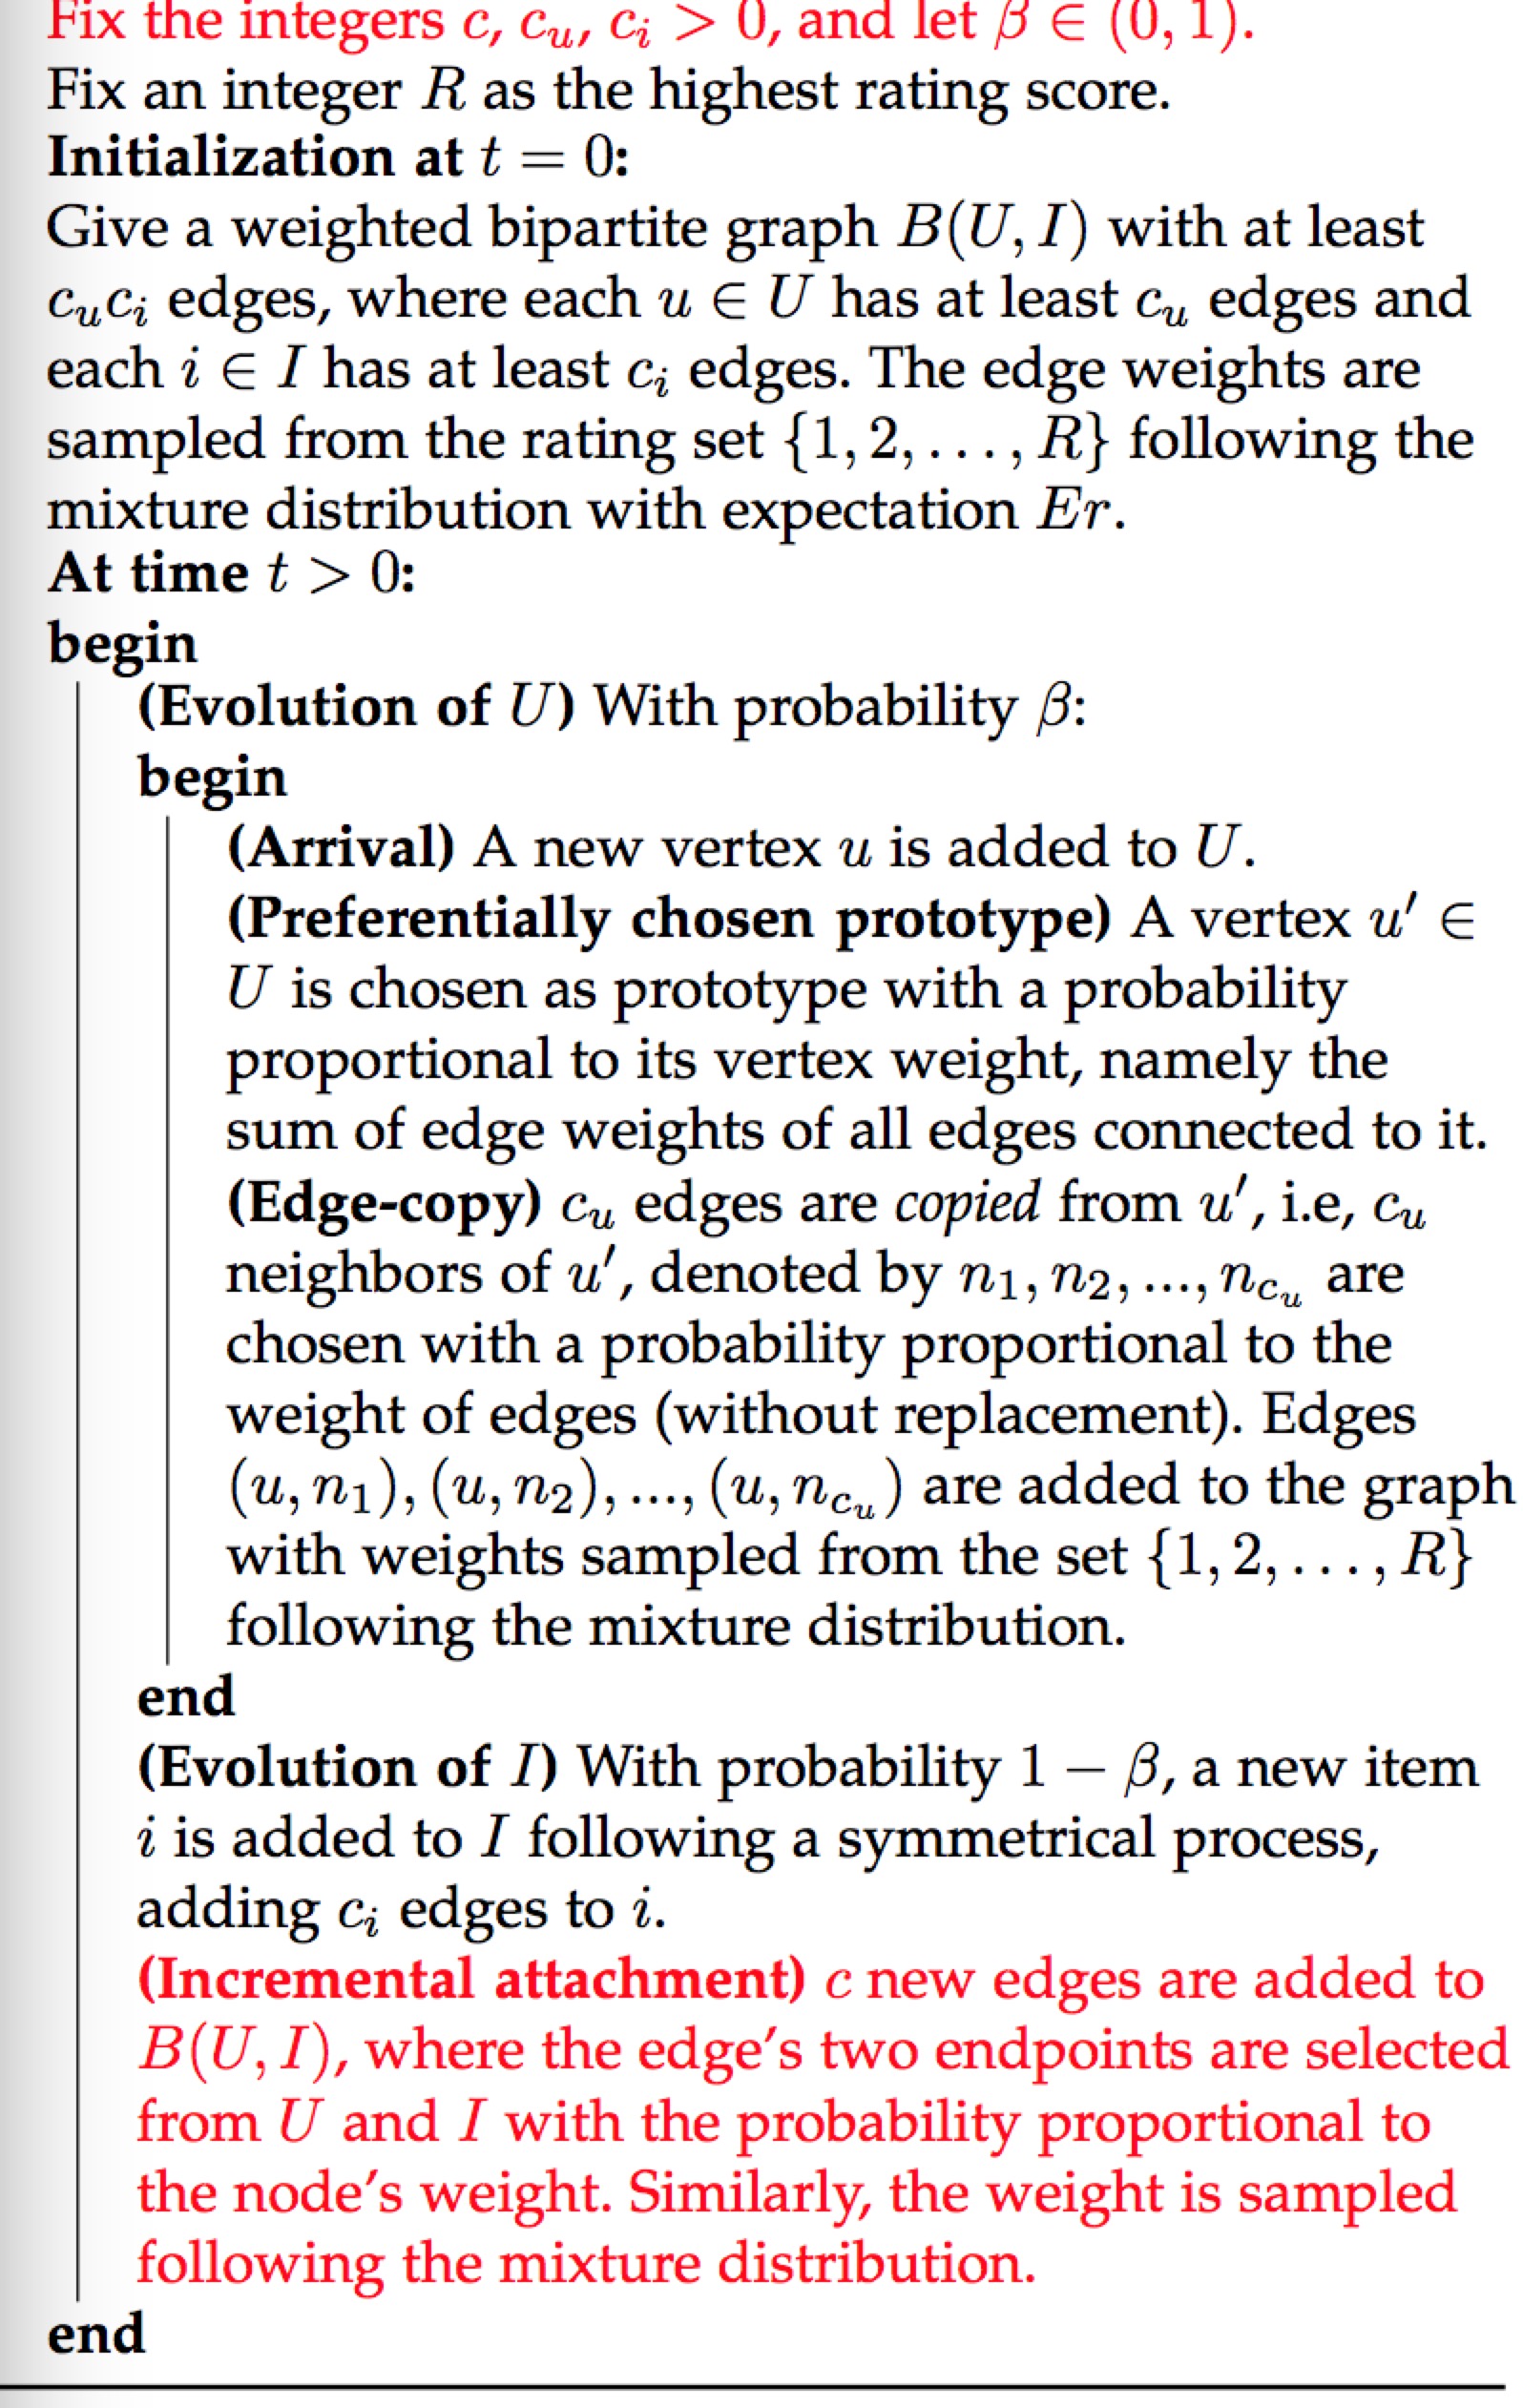 Fix the integers c, c_u, c_i > 0, and let β ∈ (0, 1).
Fix an integer R as the highest rating score.
Initialization at t = 0:
Give a weighted bipartite graph B(U, I) with at least
c_u c_i edges, where each u ∈ U has at least c_u edges and
each i ∈ I has at least c_i edges. The edge weights are
sampled from the rating set {1, 2, . . . , R} following the
mixture distribution with expectation Er.
At time t > 0:
begin
(Evolution of U) With probability β:
begin
(Arrival) A new vertex u is added to U.
(Preferentially chosen prototype) A vertex u′ ∈
U is chosen as prototype with a probability
proportional to its vertex weight, namely the
sum of edge weights of all edges connected to it.
(Edge-copy) c_u edges are copied from u′, i.e, c_u
neighbors of u′, denoted by n_1, n_2, ..., n_{c_u} are
chosen with a probability proportional to the
weight of edges (without replacement). Edges
(u, n_1), (u, n_2), ..., (u, n_{c_u}) are added to the graph
with weights sampled from the set {1, 2, . . . , R}
following the mixture distribution.
end
(Evolution of I) With probability 1 − β, a new item
i is added to I following a symmetrical process,
adding c_i edges to i.
(Incremental attachment) c new edges are added to
B(U, I), where the edge's two endpoints are selected
from U and I with the probability proportional to
the node's weight. Similarly, the weight is sampled
following the mixture distribution.
end